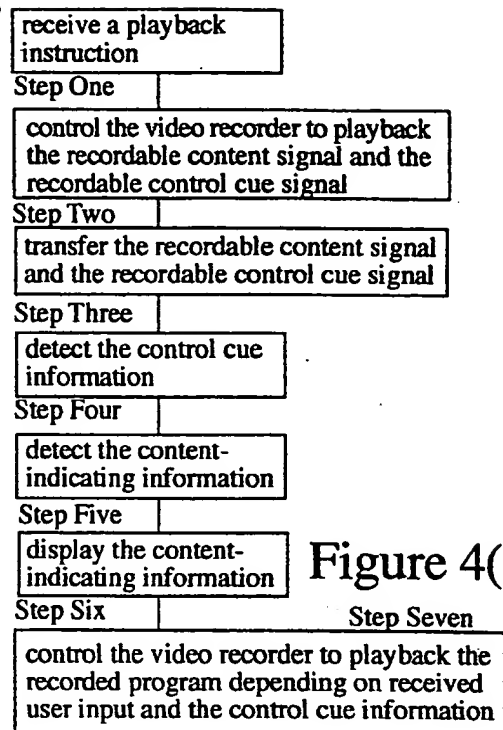 receive a playback
instruction
Step One
control the video recorder to playback
the recordable content signal and the
recordable control cue signal
Step Two
transfer the recordable content signal
and the recordable control cue signal
Step Three
detect the control cue
information
Step Four
detect the content-
indicating information
Step Five
display the content-
indicating information
Figure 4(
Step Six
Step Seven
control the video recorder to playback the
recorded program depending on received
user input and the control cue information